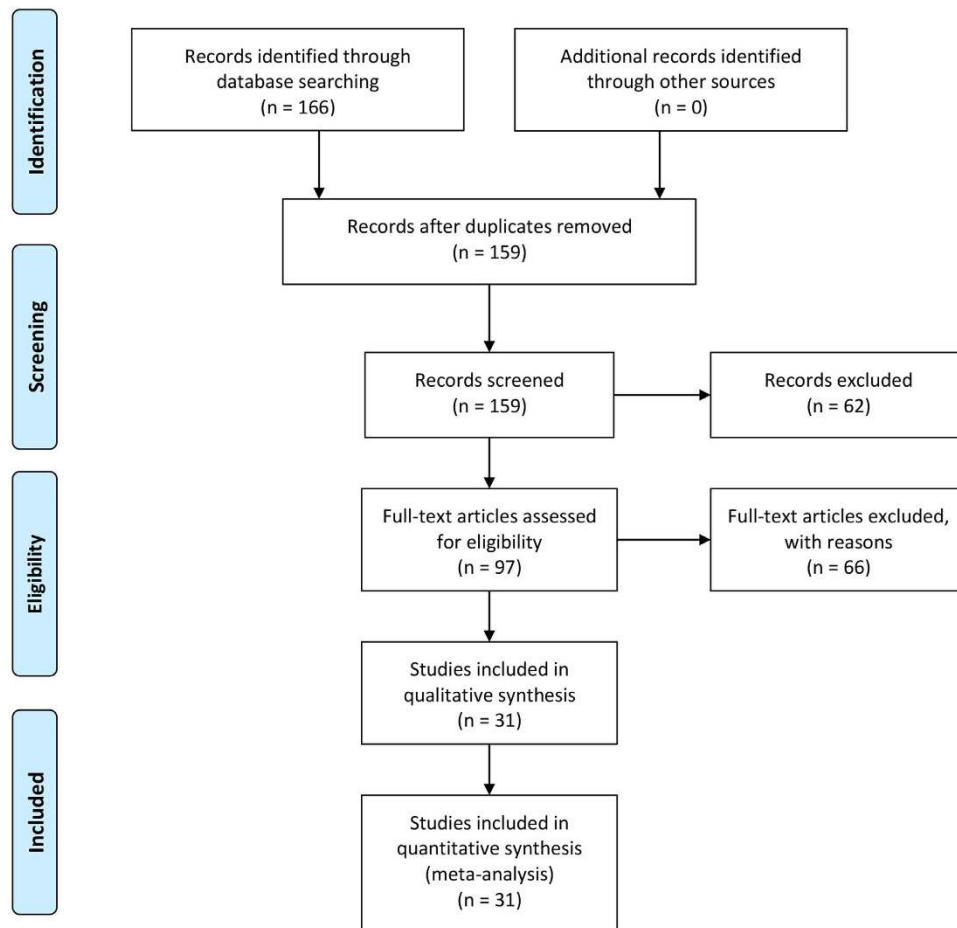 Identification
Records identified through
database searching
(n = 166)
Additional records identified
through other sources
(n = 0)
Records after duplicates removed
(n = 159)
Screening
Records screened
(n = 159)
Records excluded
(n = 62)
Eligibility
Full-text articles assessed
for eligibility
(n = 97)
Full-text articles excluded,
with reasons
(n = 66)
Studies included in
qualitative synthesis
(n = 31)
Included
Studies included in
quantitative synthesis
(meta-analysis)
(n = 31)